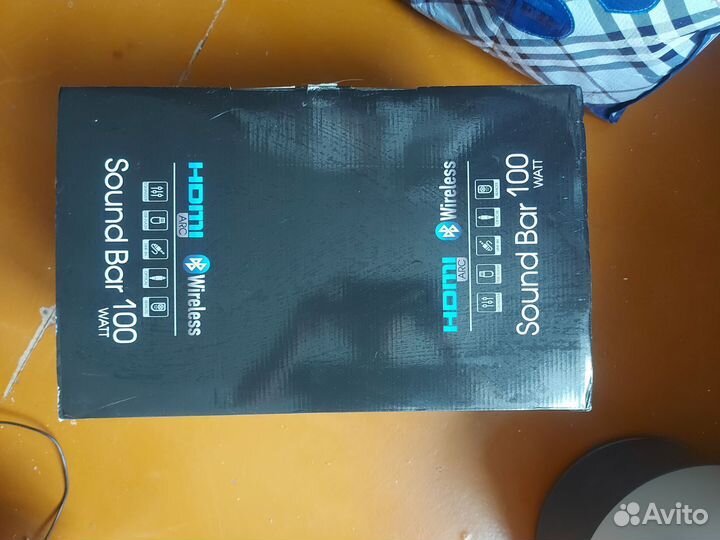 HDMI
ARC
Wireless
Sound Bar 100
WATT
HDMI
ARC
Wireless
Sound Bar 100
WATT
Avito